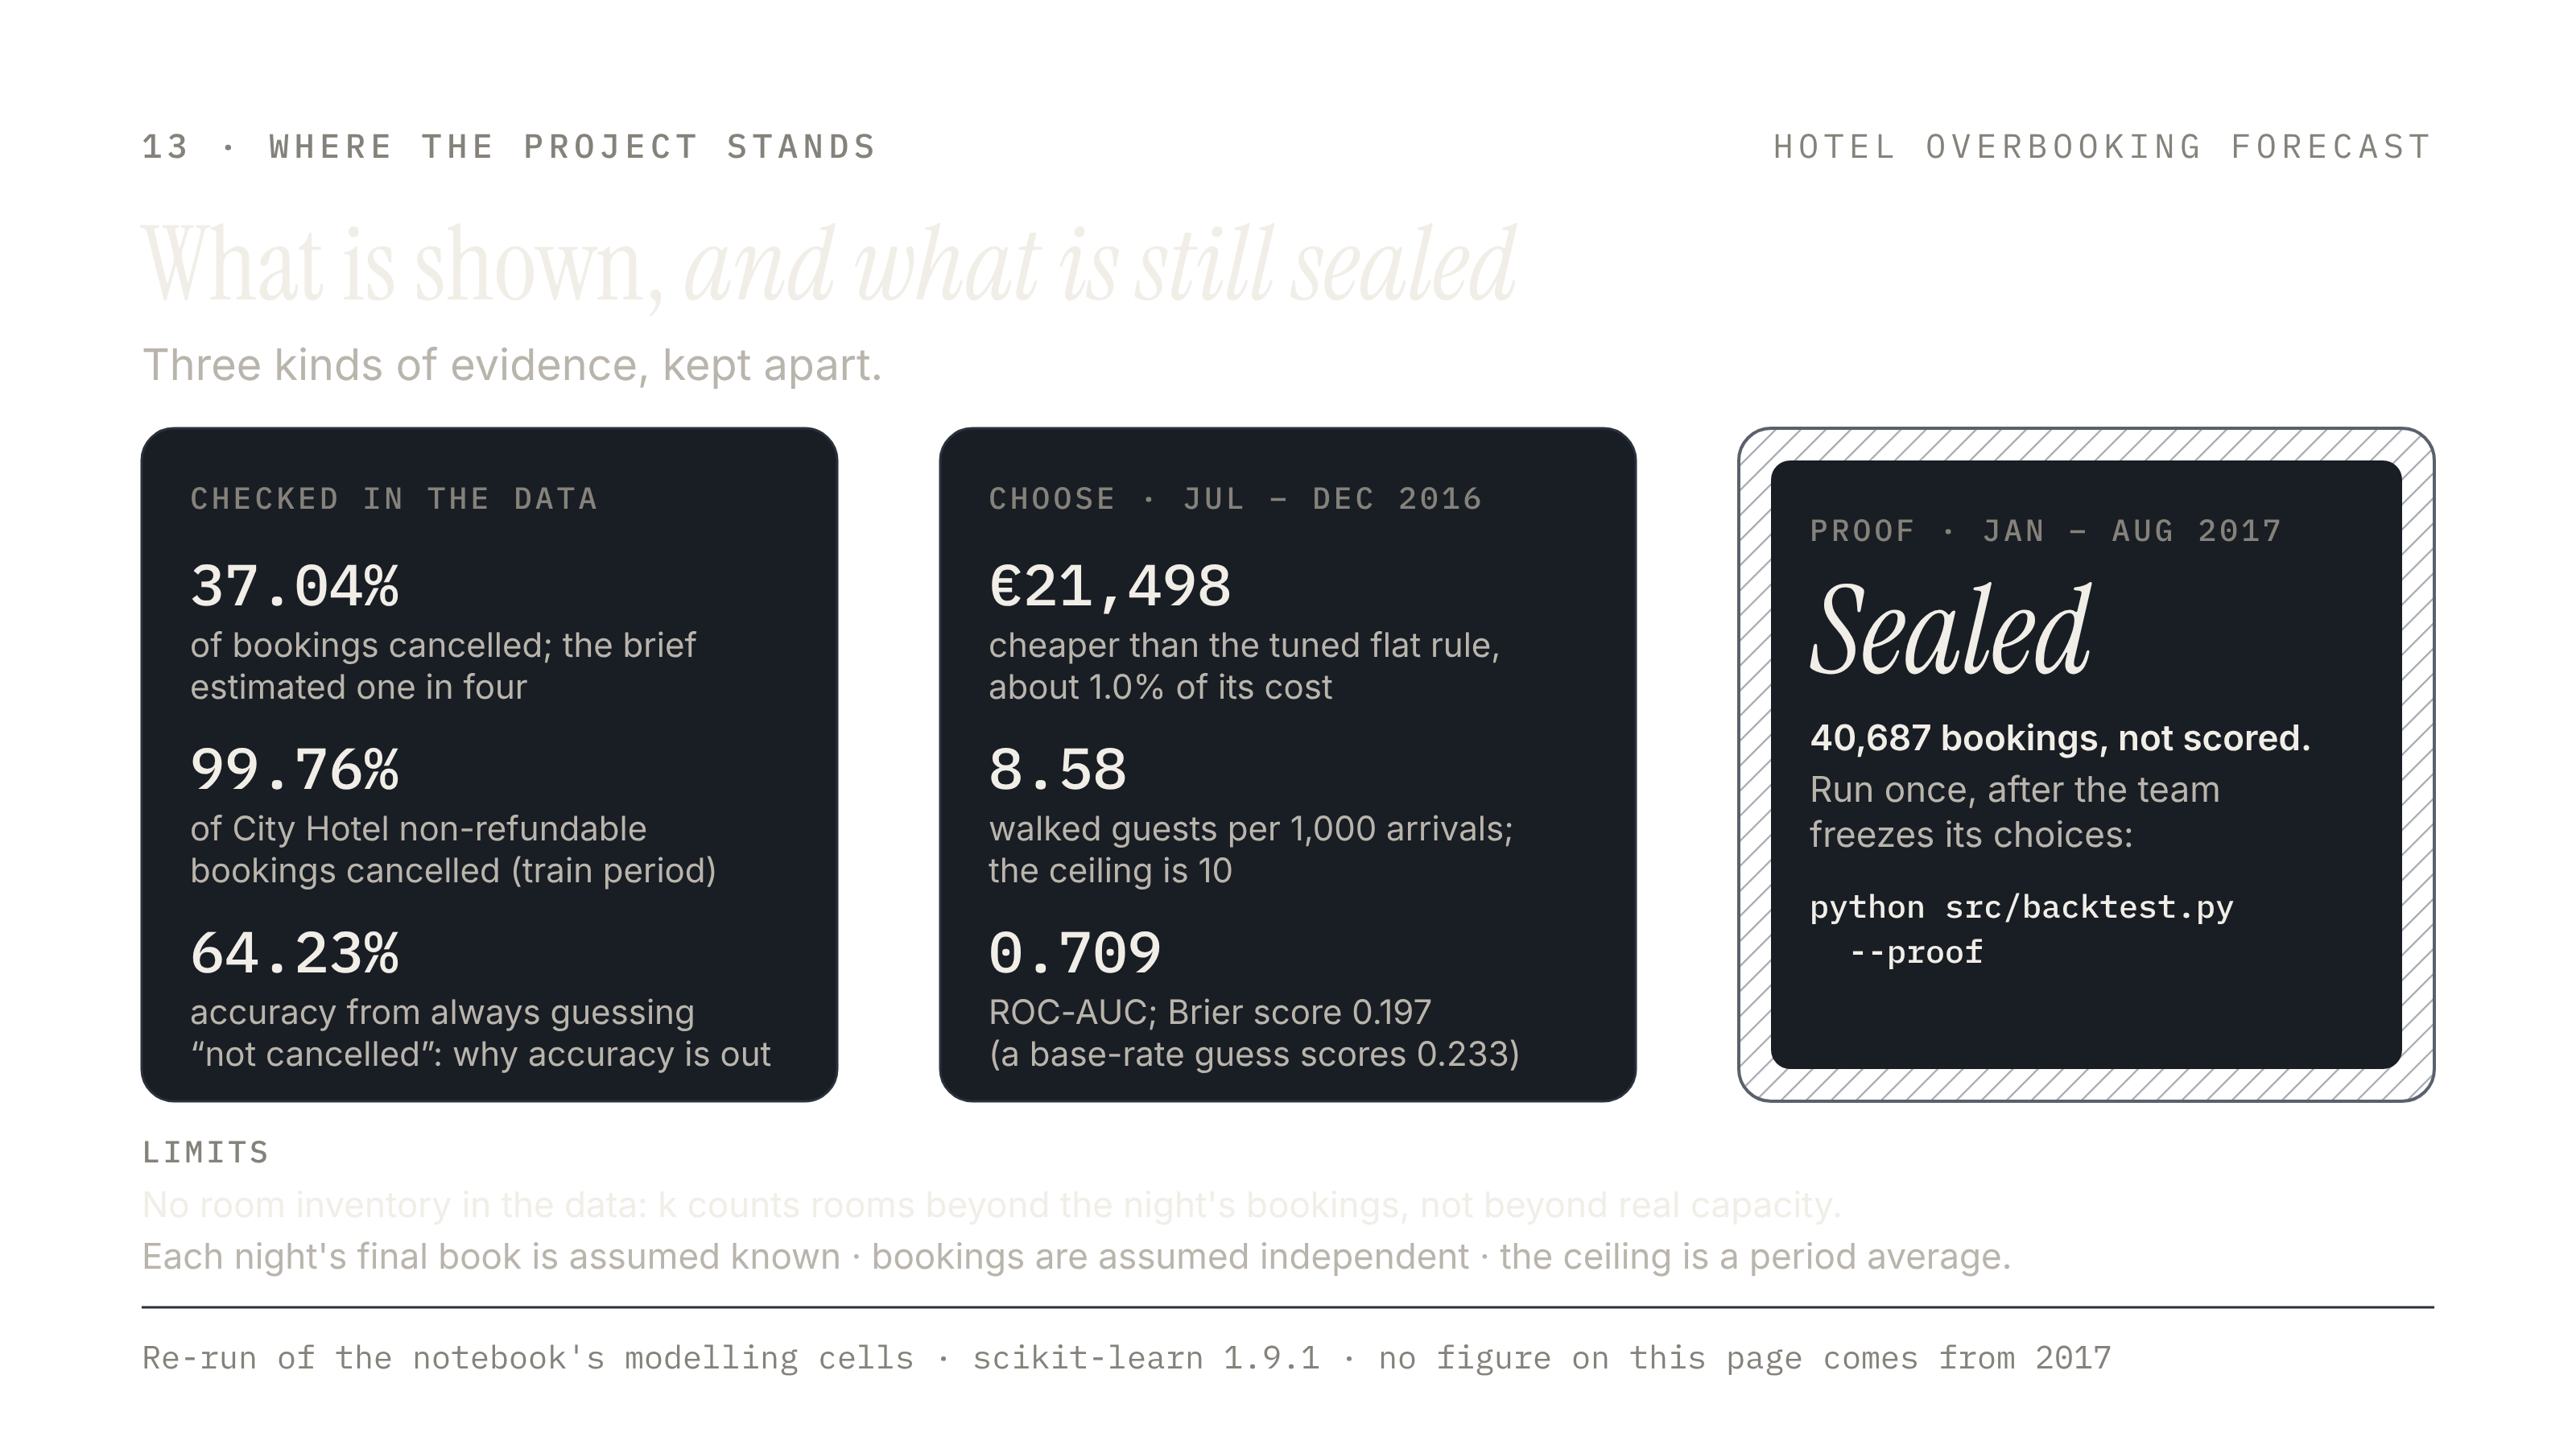 13 · WHERE THE PROJECT STANDS
HOTEL OVERBOOKING FORECAST
What is shown, and what is still sealed
Three kinds of evidence, kept apart.
CHECKED IN THE DATA
37.04%
of bookings cancelled; the brief
estimated one in four
99.76%
of City Hotel non-refundable
bookings cancelled (train period)
64.23%
accuracy from always guessing
“not cancelled”: why accuracy is out
CHOOSE · JUL – DEC 2016
€21,498
cheaper than the tuned flat rule,
about 1.0% of its cost
8.58
walked guests per 1,000 arrivals;
the ceiling is 10
0.709
ROC-AUC; Brier score 0.197
(a base-rate guess scores 0.233)
PROOF · JAN – AUG 2017
Sealed
40,687 bookings, not scored.
Run once, after the team
freezes its choices:
python src/backtest.py
--proof
LIMITS
No room inventory in the data: k counts rooms beyond the night's bookings, not beyond real capacity.
Each night's final book is assumed known · bookings are assumed independent · the ceiling is a period average.
Re-run of the notebook's modelling cells · scikit-learn 1.9.1 · no figure on this page comes from 2017